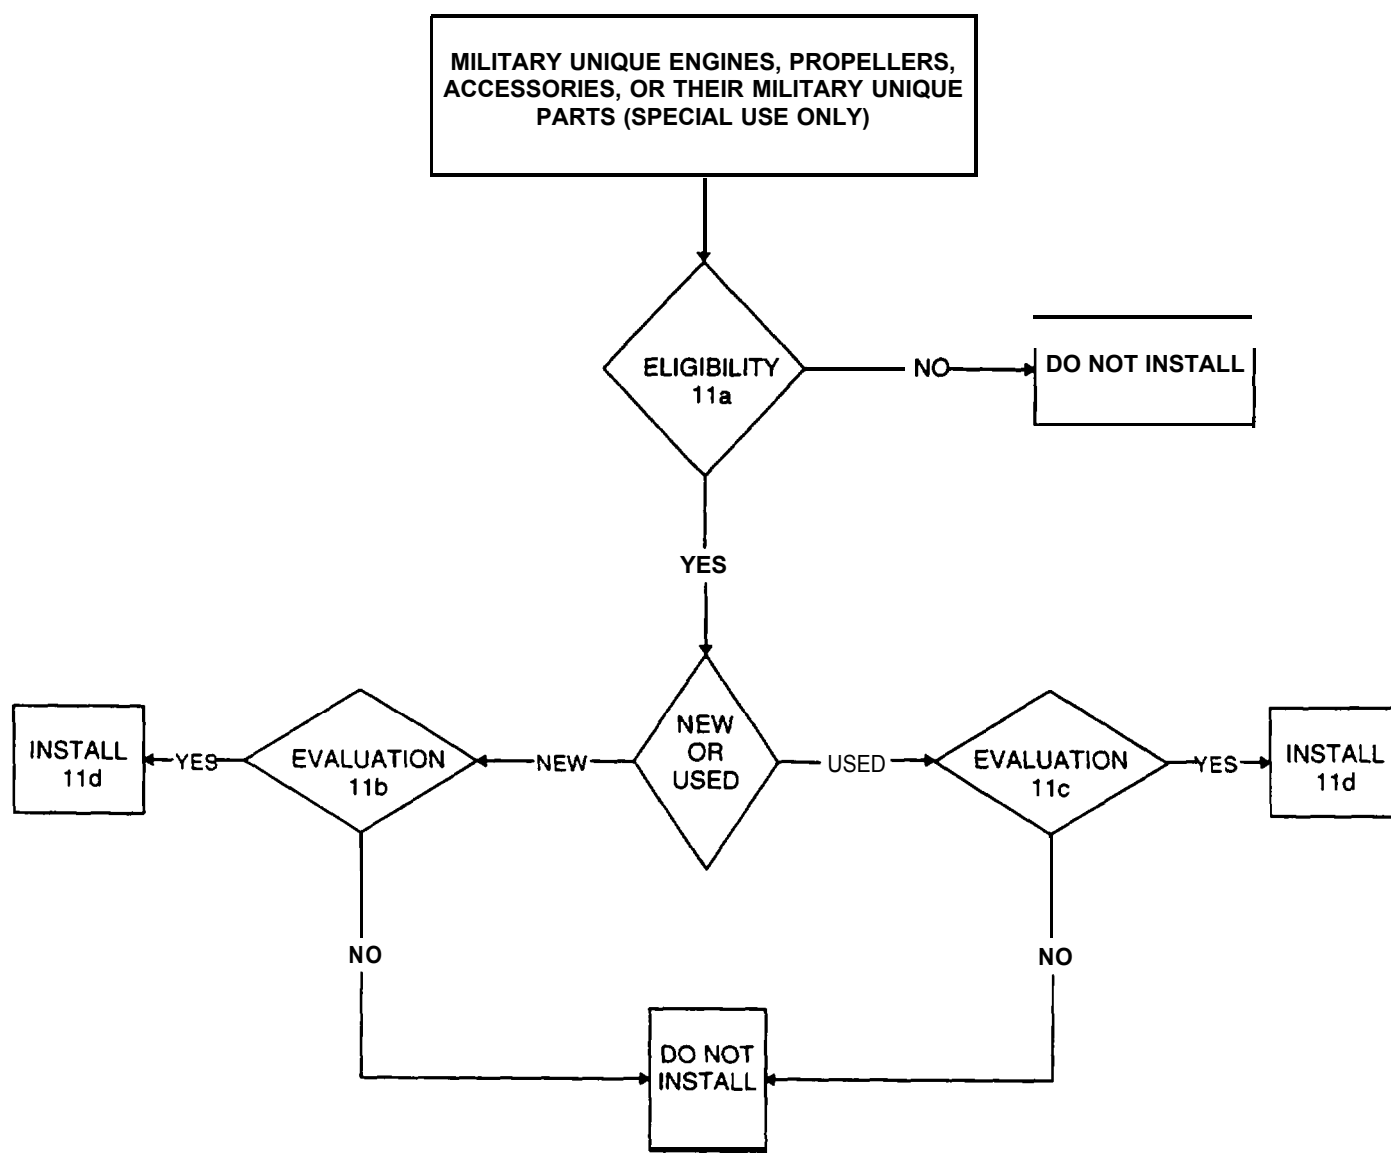 MILITARY UNIQUE ENGINES, PROPELLERS,
ACCESSORIES, OR THEIR MILITARY UNIQUE
PARTS (SPECIAL USE ONLY)
ELIGIBILITY
11a
NO
DO NOT INSTALL
YES
INSTALL
11d
YES
EVALUATION
11b
NEW
NEW
OR
USED
USED
EVALUATION
11c
YES
INSTALL
11d
NO
NO
DO NOT
INSTALL